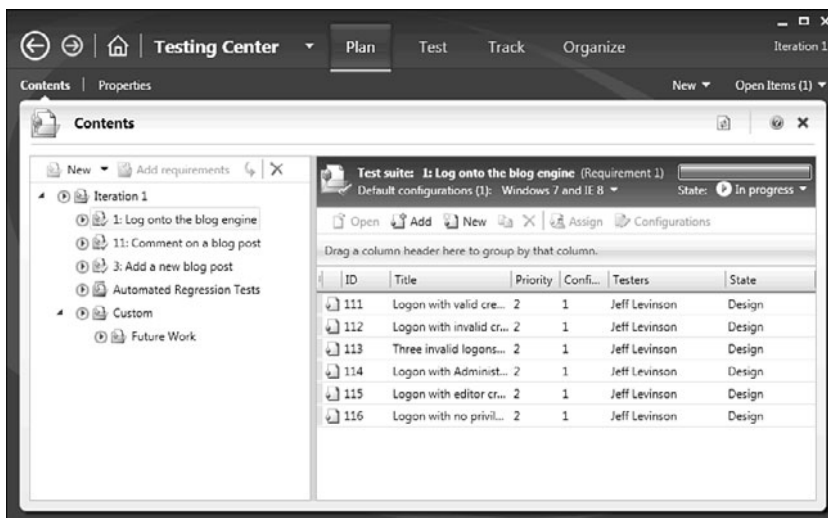 Testing Center Plan Test Track Organize Iteration 1
Contents | Properties New Open Items (1)
Contents
New Add requirements
Iteration 1
1: Log onto the blog engine
11: Comment on a blog post
3: Add a new blog post
Automated Regression Tests
Custom
Future Work
Test suite: 1: Log onto the blog engine (Requirement 1)
Default configurations (1): Windows 7 and IE 8 State: In progress
Open Add New Assign Configurations
Drag a column header here to group by that column.
ID Title Priority Confi... Testers State
111 Logon with valid cre... 2 1 Jeff Levinson Design
112 Logon with invalid cr... 2 1 Jeff Levinson Design
113 Three invalid logons... 2 1 Jeff Levinson Design
114 Logon with Administ... 2 1 Jeff Levinson Design
115 Logon with editor cr... 2 1 Jeff Levinson Design
116 Logon with no privil... 2 1 Jeff Levinson Design